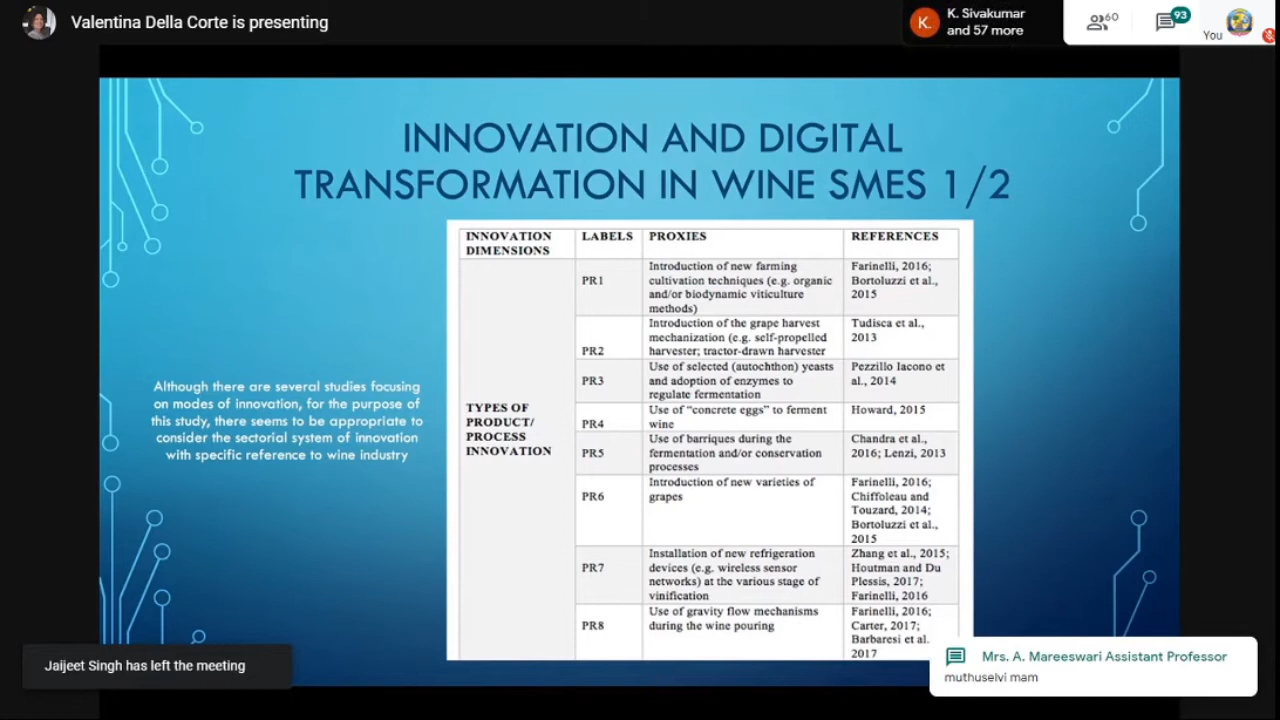 Valentina Della Corte is presenting
K. Sivakumar
and 57 more
K.
60
93
You
INNOVATION AND DIGITAL
TRANSFORMATION IN WINE SMES 1/2
Although there are several studies focusing
on modes of innovation, for the purpose of
this study, there seems to be appropriate to
consider the sectorial system of innovation
with specific reference to wine industry
INNOVATION
DIMENSIONS
LABELS
PROXIES
REFERENCES
TYPES OF
PRODUCT/
PROCESS
INNOVATION
PR1
Introduction of new farming
cultivation techniques (e.g. organic
and/or biodynamic viticulture
methods)
Farinelli, 2016;
Bortoluzzi et al.,
2015
PR2
Introduction of the grape harvest
mechanization (e.g. self-propelled
harvester; tractor-drawn harvester
Tudisca et al.,
2013
PR3
Use of selected (autochthon) yeasts
and adoption of enzymes to
regulate fermentation
Pezzillo Iacono et
al., 2014
PR4
Use of “concrete eggs” to ferment
wine
Howard, 2015
PR5
Use of barriques during the
fermentation and/or conservation
processes
Chandra et al.,
2016; Lenzi, 2013
PR6
Introduction of new varieties of
grapes
Farinelli, 2016;
Chiffoleau and
Touzard, 2014;
Bortoluzzi et al.,
2015
PR7
Installation of new refrigeration
devices (e.g. wireless sensor
networks) at the various stage of
vinification
Zhang et al., 2015;
Houtman and Du
Plessis, 2017;
Farinelli, 2016
PR8
Use of gravity flow mechanisms
during the wine pouring
Farinelli, 2016;
Carter, 2017;
Barbaresi et al.
2017
Jaijeet Singh has left the meeting
Mrs. A. Mareeswari Assistant Professor
muthuselvi mam